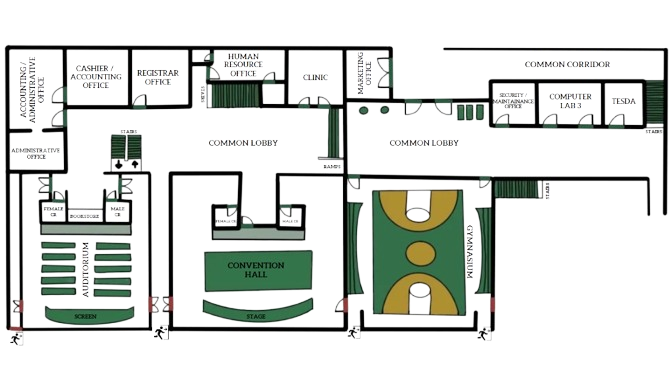 ACCOUNTING /
ADMINISTRATIVE
OFFICE
CASHIER /
ACCOUNTING
OFFICE
REGISTRAR
OFFICE
HUMAN
RESOURCE
OFFICE
CLINIC
MARKETING
OFFICE
COMMON CORRIDOR
SECURITY /
MAINTAINANCE
OFFICE
COMPUTER
LAB 3
TESDA
STAIRS
STAIRS
STAIRS
COMMON LOBBY
COMMON LOBBY
ADMINISTRATIVE
OFFICE
RAMPS
STAIRS
FEMALE
CR
BOOKSTORE
MALE
CR
FEMALE CR
MALE CR
AUDITORIUM
CONVENTION
HALL
GYMNASIUM
SCREEN
STAGE